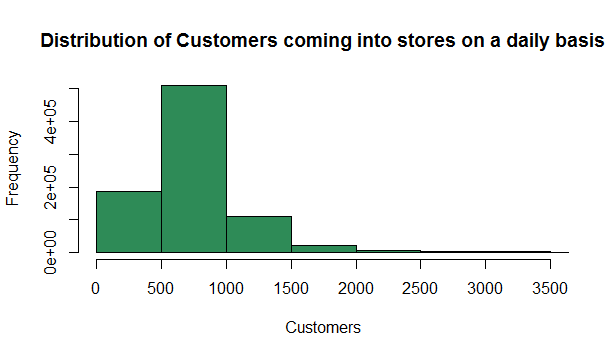 Distribution of Customers coming into stores on a daily basis
Frequency
4e+05
2e+05
0e+00
0 500 1000 1500 2000 2500 3000 3500
Customers